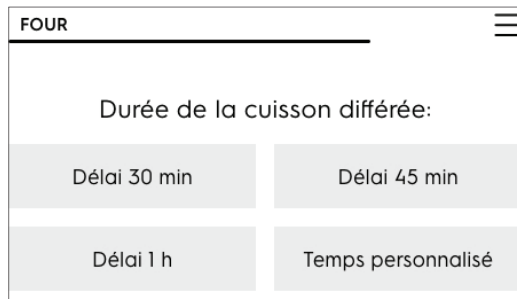 FOUR
Durée de la cuisson différée:
Délai 30 min
Délai 45 min
Délai 1 h
Temps personnalisé